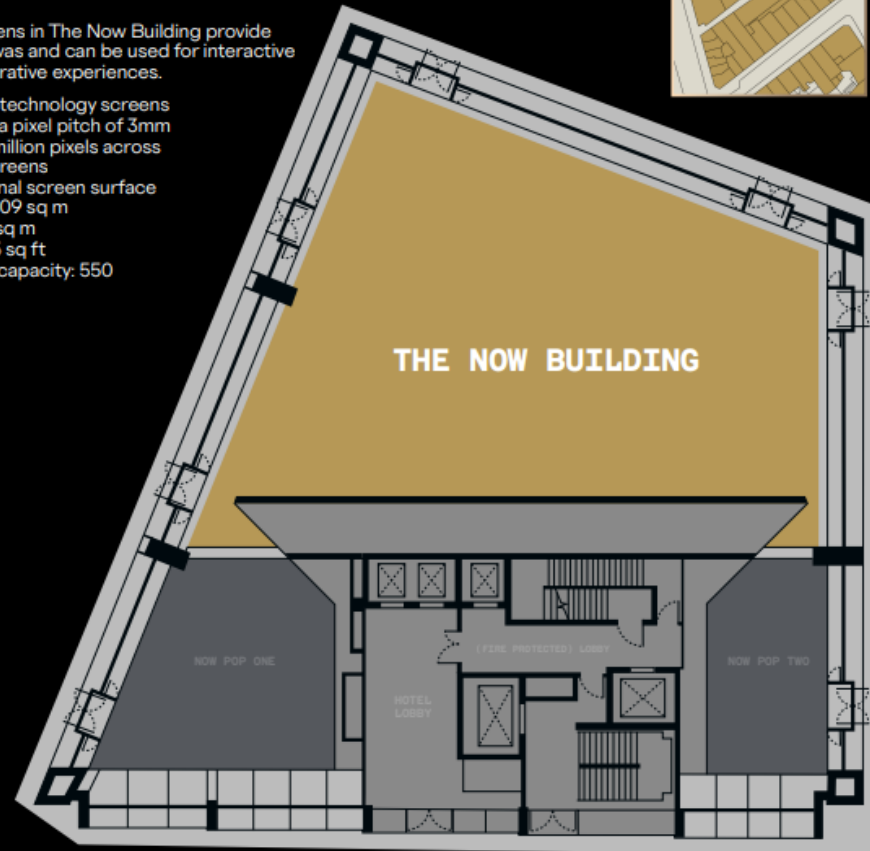 ens in The Now Building provide
vas and can be used for interactive
rative experiences.
technology screens
a pixel pitch of 3mm
million pixels across
reens
nal screen surface
09 sq m
sq m
sq ft
capacity: 550
THE NOW BUILDING
NOW POP ONE
(FIRE PROTECTED) LOBBY
NOW POP TWO
HOTEL
LOBBY